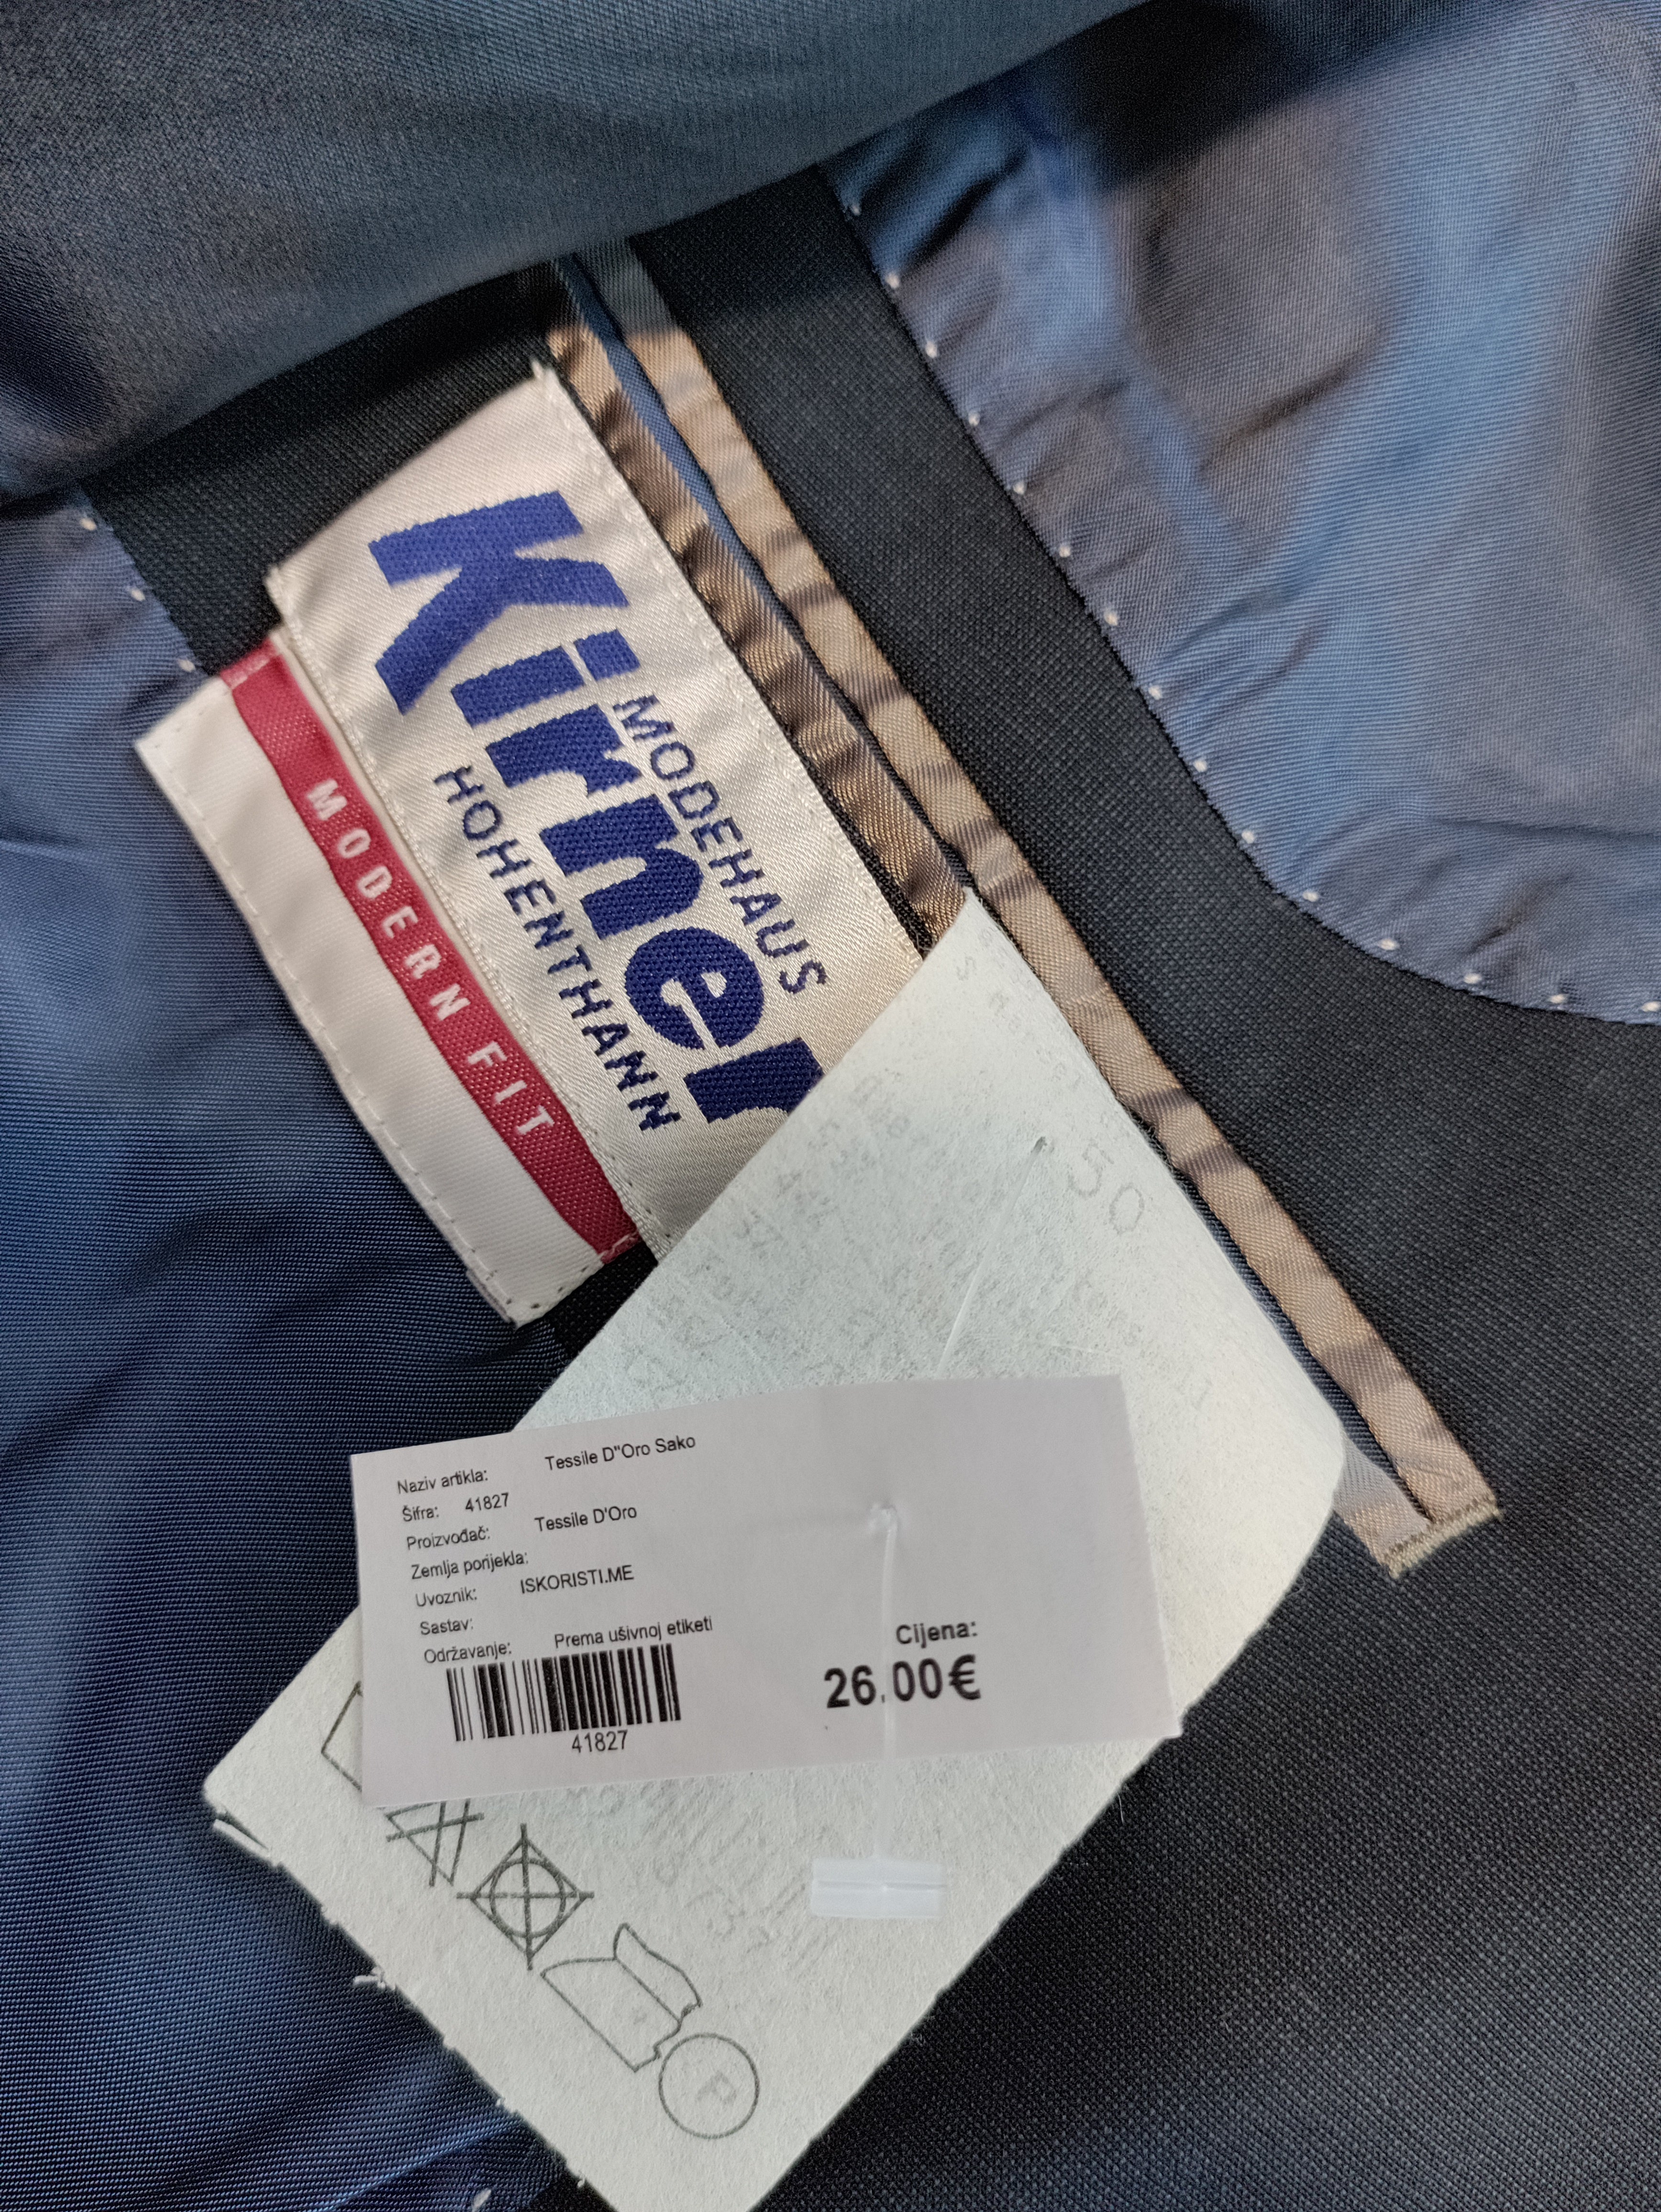 MODEHAUS
Kirner
HOHENTHANN
MODERN FIT
50
Naziv artikla: Tessile D"Oro Sako
Šifra: 41827
Proizvođač: Tessile D'Oro
Zemlja porijekla:
Uvoznik: ISKORISTI.ME
Sastav:
Održavanje: Prema ušivnoj etiketi
41827
Cijena:
26.00€
P